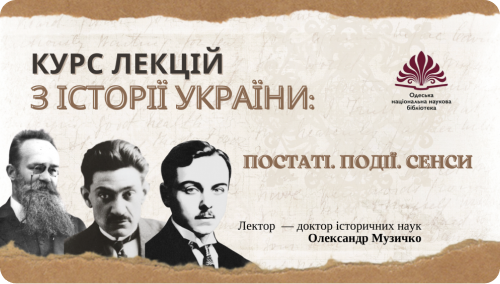 КУРС ЛЕКЦІЙ
З ІСТОРІЇ УКРАЇНИ:
Одеська
національна наукова
бібліотека
ПОСТАТІ. ПОДІЇ. СЕНСИ
Лектор — доктор історичних наук
Олександр Музичко